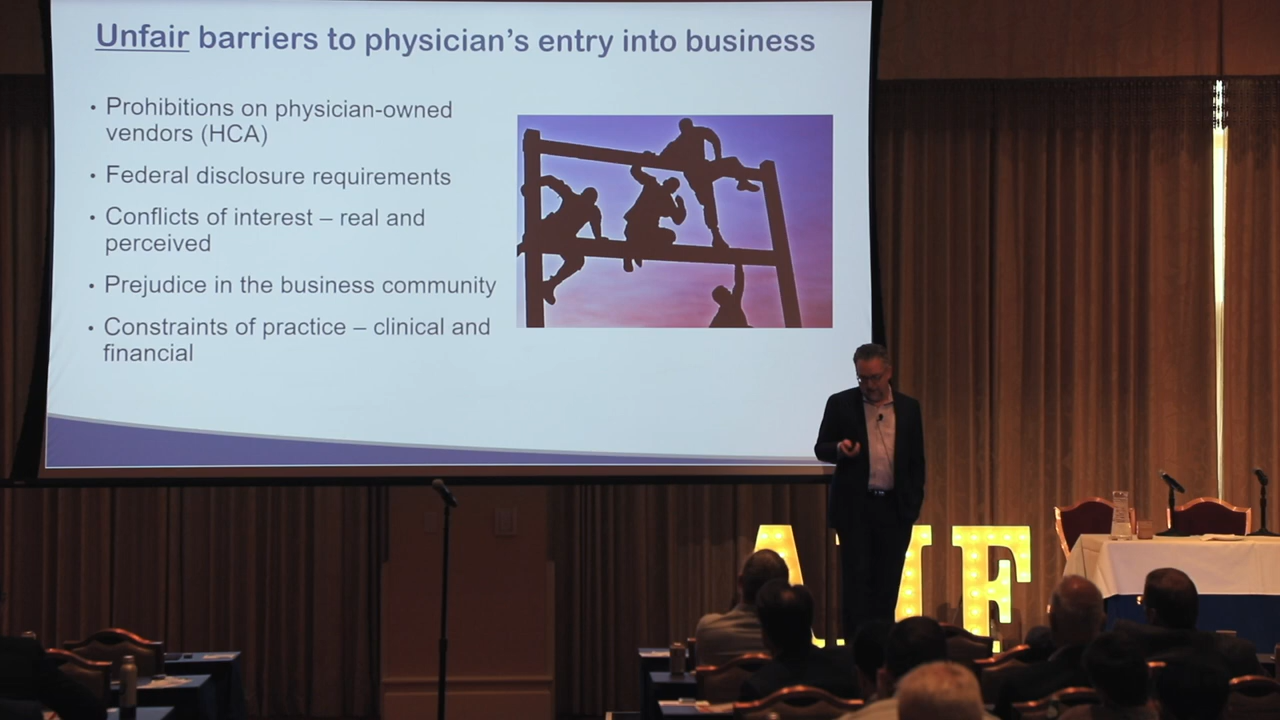 Unfair barriers to physician's entry into business
• Prohibitions on physician-owned
vendors (HCA)
• Federal disclosure requirements
• Conflicts of interest – real and
perceived
• Prejudice in the business community
• Constraints of practice – clinical and
financial